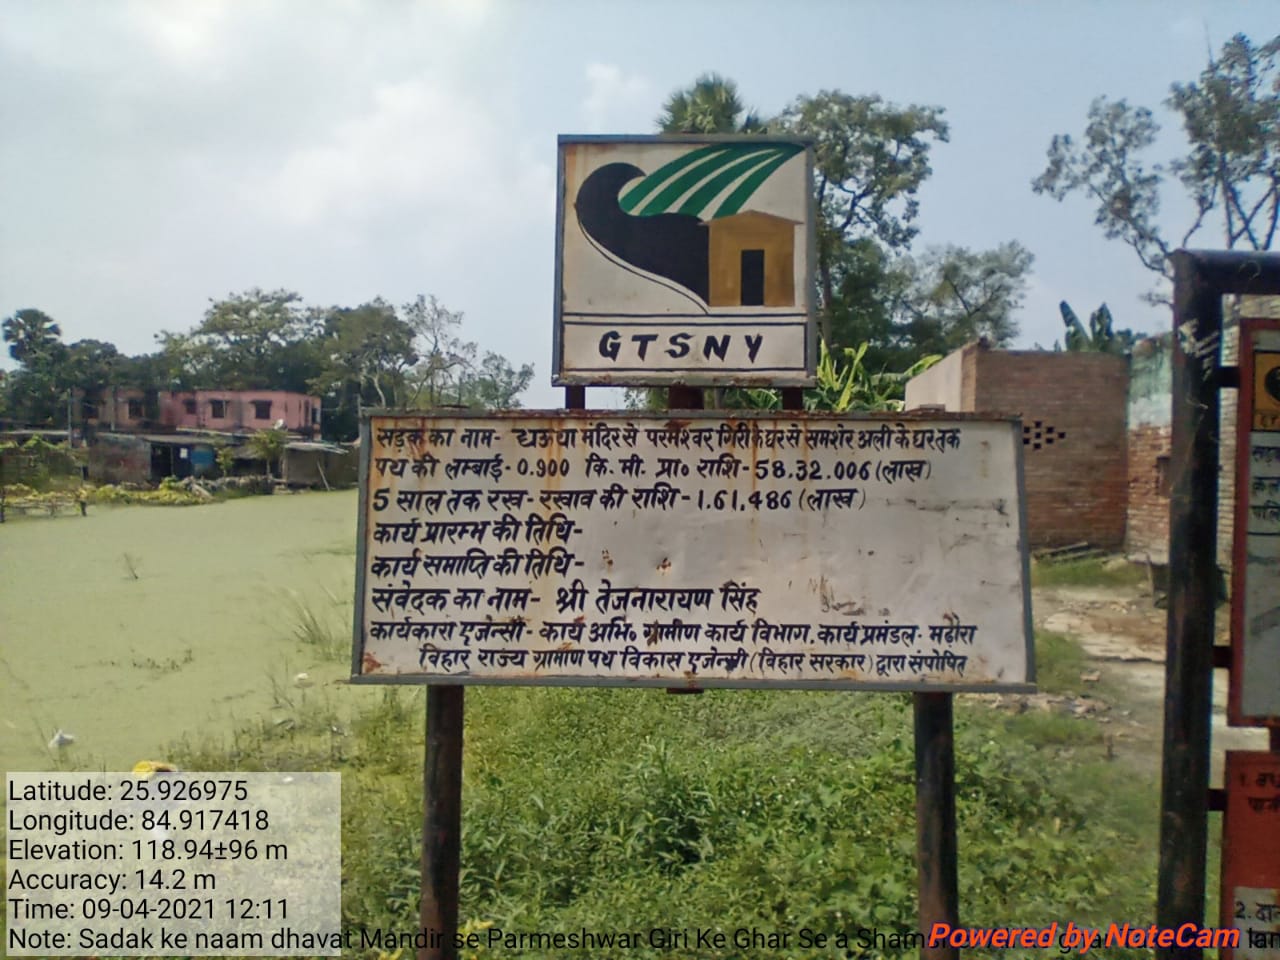 GTSNY
सड़क का नाम- द्यऊया मंदिर से परमेश्वर गिरी के घर से समशेर अली के घर तक
पथ की लम्बाई- 0.900 कि. मी. प्रा० राशि-58.32.006 (लाख)
5 साल तक रख- रखाव की राशि-1.61.486 (लाख)
कार्य प्रारम्भ की तिथि-
कार्य समाप्ति की तिथि-
संवेदक का नाम- श्री तेजनारायण सिंह
कार्यकारी एजेन्सी- कार्य अभि० ग्रामीण कार्य विभाग. कार्य प्रमंडल- मढ़ौरा
बिहार राज्य ग्रामीण पथ विकास एजेन्सी (बिहार सरकार) द्वारा संपोषित
Latitude: 25.926975
Longitude: 84.917418
Elevation: 118.94±96 m
Accuracy: 14.2 m
Time: 09-04-2021 12:11
Note: Sadak ke naam dhavat Mandir se Parmeshwar Giri Ke Ghar Se a
Powered by NoteCam